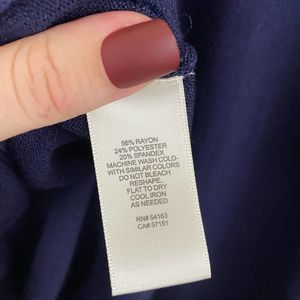 56% RAYON
24% POLYESTER
20% SPANDEX
MACHINE WASH COLD-
WITH SIMILAR COLORS
DO NOT BLEACH
RESHAPE,
FLAT TO DRY
COOL IRON
AS NEEDED
RN# 54163
CA# 57151